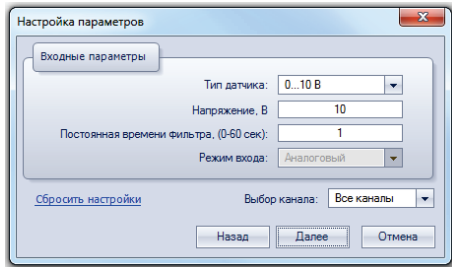 Настройка параметров
Входные параметры
Тип датчика: 0...10 В
Напряжение, В 10
Постоянная времени фильтра, (0-60 сек): 1
Режим входа: Аналоговый
Сбросить настройки Выбор канала: Все каналы
Назад Далее Отмена